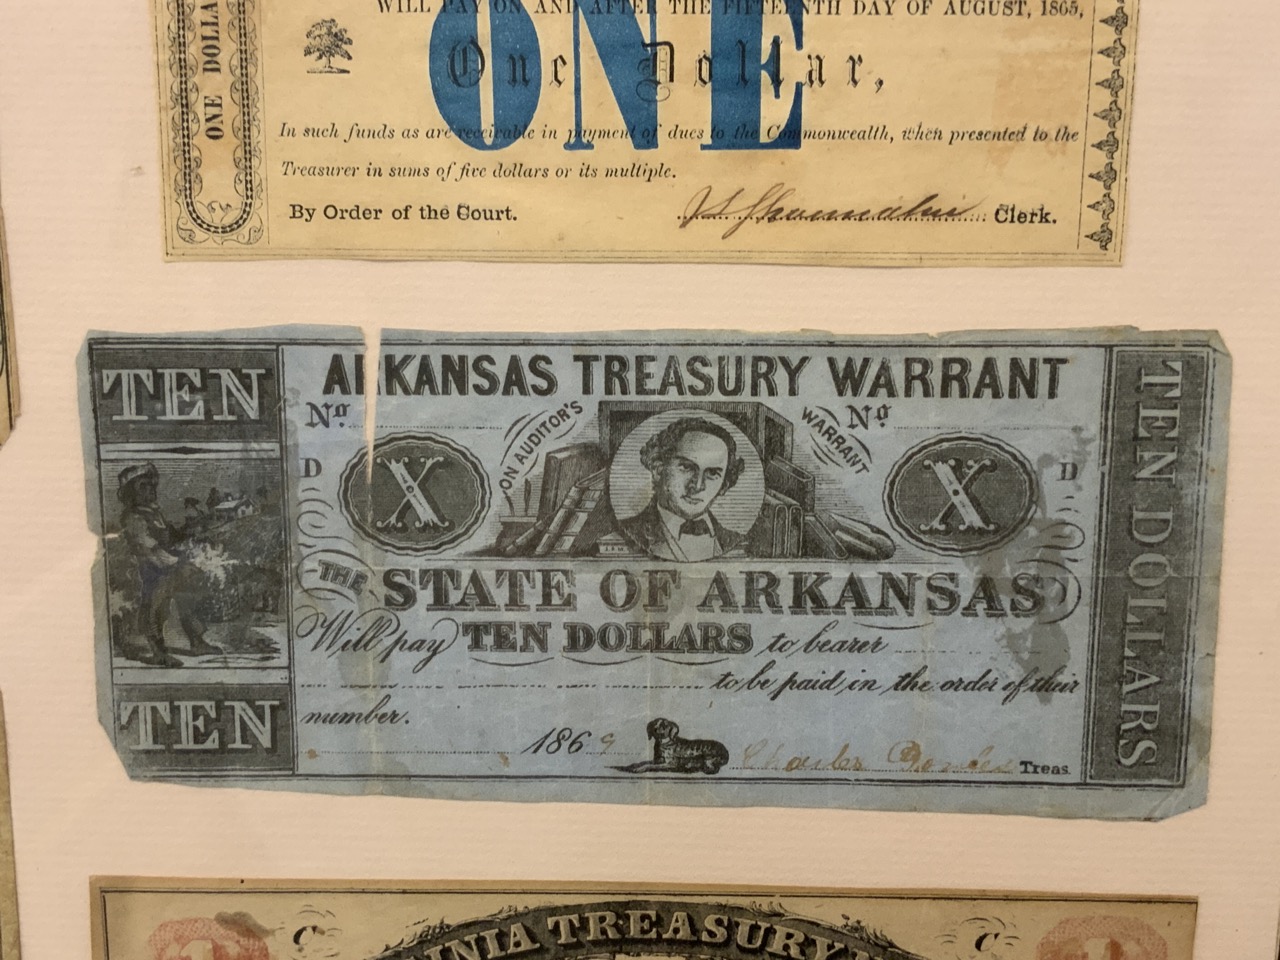 ONE DOLLA
WILL PAY ON AND AFTER THE FIFTEENTH DAY OF AUGUST, 1865,
ONE
One Dollar,
In such funds as are receivable in payment of dues to the Commonwealth, when presented to the
Treasurer in sums of five dollars or its multiple.
By Order of the Court. Clerk.
ARKANSAS TREASURY WARRANT
TEN
No. No.
ON AUDITOR'S WARRANT
D X X D
THE STATE OF ARKANSAS
Will pay TEN DOLLARS to bearer
to be paid in the order of their
number.
TEN
1869
Charles Treas.
TEN DOLLARS
C C
INIA TREASURY
1 1